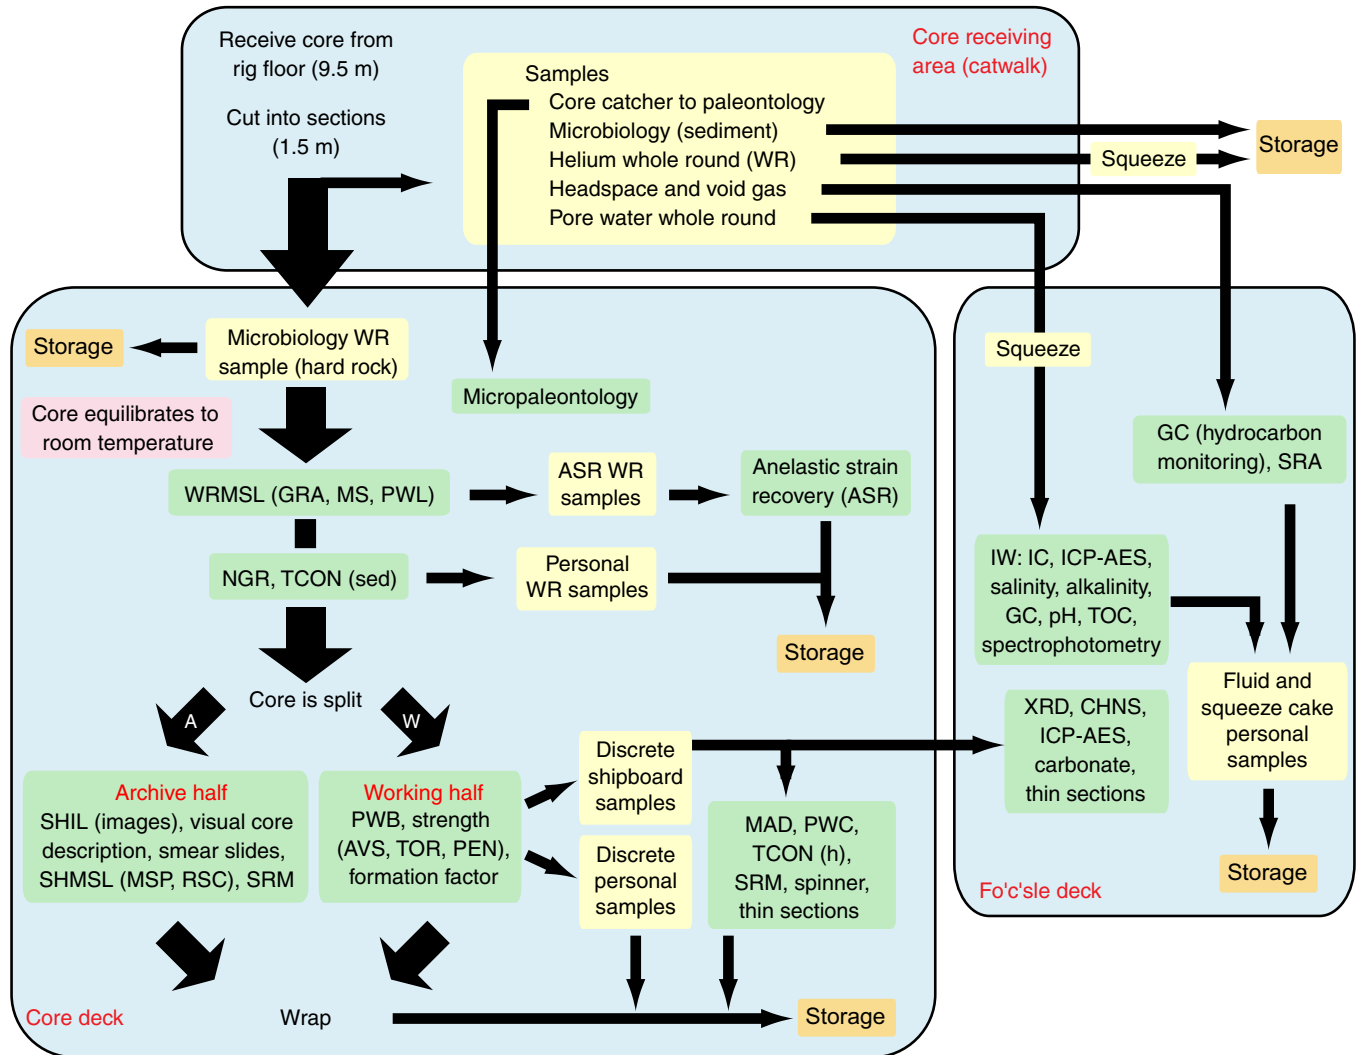 Receive core from
rig floor (9.5 m)
Cut into sections
(1.5 m)
Core receiving
area (catwalk)
Samples
Core catcher to paleontology
Microbiology (sediment)
Helium whole round (WR)
Headspace and void gas
Pore water whole round
Squeeze
Storage
Microbiology WR
sample (hard rock)
Storage
Core equilibrates to
room temperature
Micropaleontology
WRMSL (GRA, MS, PWL)
ASR WR
samples
Anelastic strain
recovery (ASR)
NGR, TCON (sed)
Personal
WR samples
Storage
Core is split
A
W
Archive half
SHIL (images), visual core
description, smear slides,
SHMSL (MSP, RSC), SRM
Working half
PWB, strength
(AVS, TOR, PEN),
formation factor
Discrete
shipboard
samples
Discrete
personal
samples
MAD, PWC,
TCON (h),
SRM, spinner,
thin sections
Core deck
Wrap
Storage
Squeeze
GC (hydrocarbon
monitoring), SRA
IW: IC, ICP-AES,
salinity, alkalinity,
GC, pH, TOC,
spectrophotometry
XRD, CHNS,
ICP-AES,
carbonate,
thin sections
Fluid and
squeeze cake
personal
samples
Storage
Fo'c'sle deck